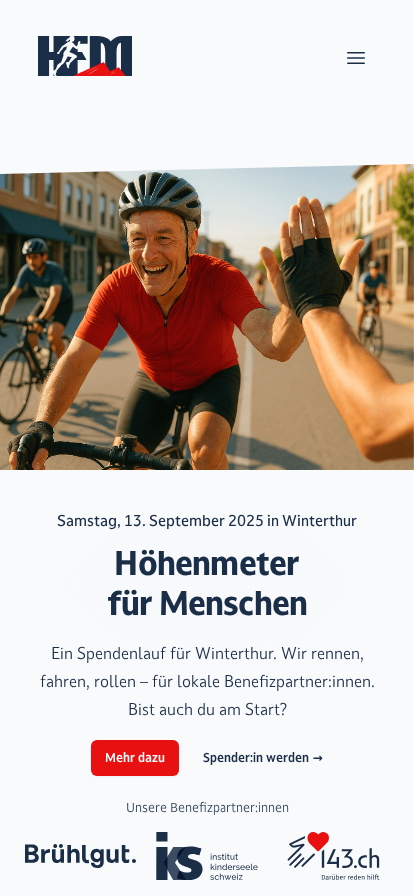 HFM
Samstag, 13. September 2025 in Winterthur
Höhenmeter
für Menschen
Ein Spendenlauf für Winterthur. Wir rennen,
fahren, rollen – für lokale Benefizpartner:innen.
Bist auch du am Start?
Mehr dazu
Spender:in werden →
Unsere Benefizpartner:innen
Brühlgut.
iks
institut
kinderseele
schweiz
143.ch
Darüber reden hilft.